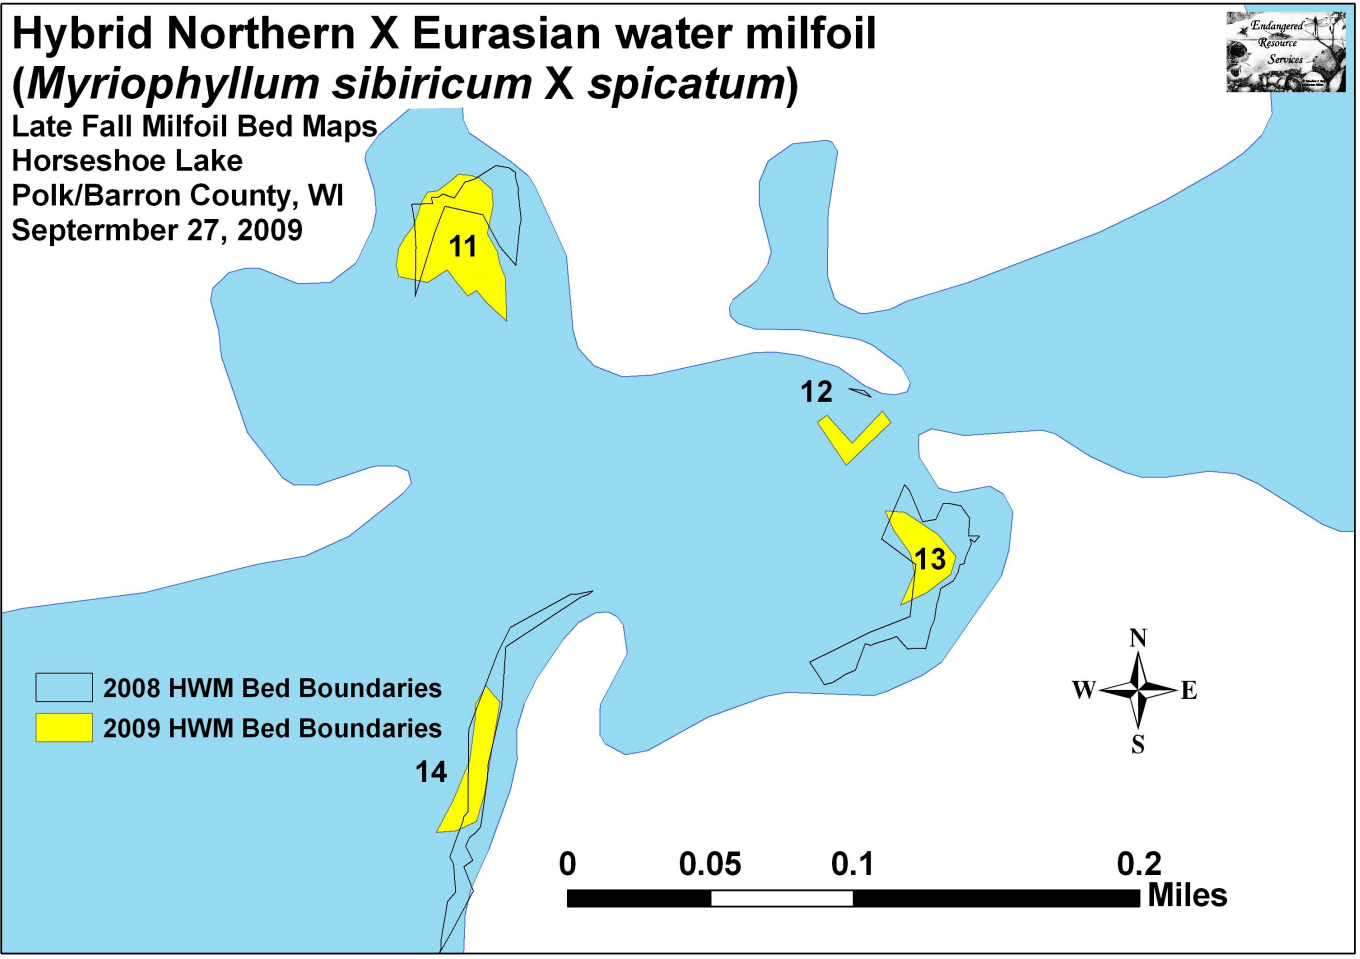 Hybrid Northern X Eurasian water milfoil
(Myriophyllum sibiricum X spicatum)
Late Fall Milfoil Bed Maps
Horseshoe Lake
Polk/Barron County, WI
Septermber 27, 2009
Endangered
Resource
Services
11
12
13
14
2008 HWM Bed Boundaries
2009 HWM Bed Boundaries
N
W
E
S
0 0.05 0.1 0.2
Miles